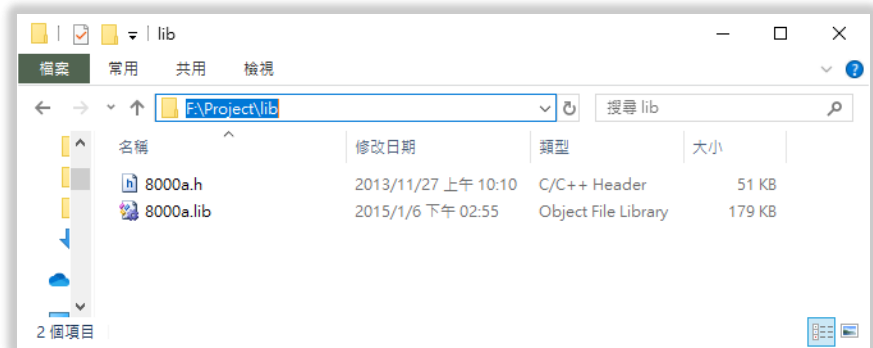 lib
檔案 常用 共用 檢視
F:\Project\lib 搜尋 lib
名稱 修改日期 類型 大小
8000a.h 2013/11/27 上午 10:10 C/C++ Header 51 KB
8000a.lib 2015/1/6 下午 02:55 Object File Library 179 KB
2 個項目